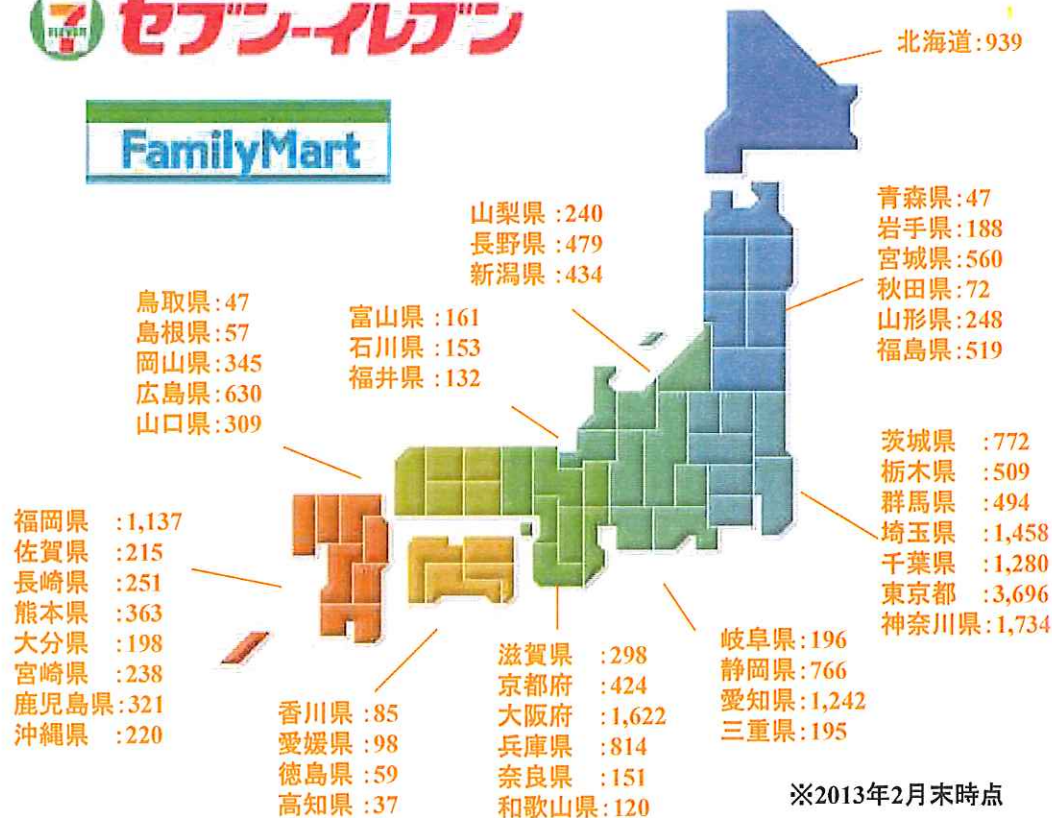 7
ELEVEN
セブン-イレブン
FamilyMart
北海道:939
青森県:47
岩手県:188
宮城県:560
秋田県:72
山形県:248
福島県:519
山梨県:240
長野県:479
新潟県:434
富山県:161
石川県:153
福井県:132
鳥取県:47
島根県:57
岡山県:345
広島県:630
山口県:309
茨城県:772
栃木県:509
群馬県:494
埼玉県:1,458
千葉県:1,280
東京都:3,696
神奈川県:1,734
福岡県:1,137
佐賀県:215
長崎県:251
熊本県:363
大分県:198
宮崎県:238
鹿児島県:321
沖縄県:220
香川県:85
愛媛県:98
徳島県:59
高知県:37
滋賀県:298
京都府:424
大阪府:1,622
兵庫県:814
奈良県:151
和歌山県:120
岐阜県:196
静岡県:766
愛知県:1,242
三重県:195
※2013年2月末時点